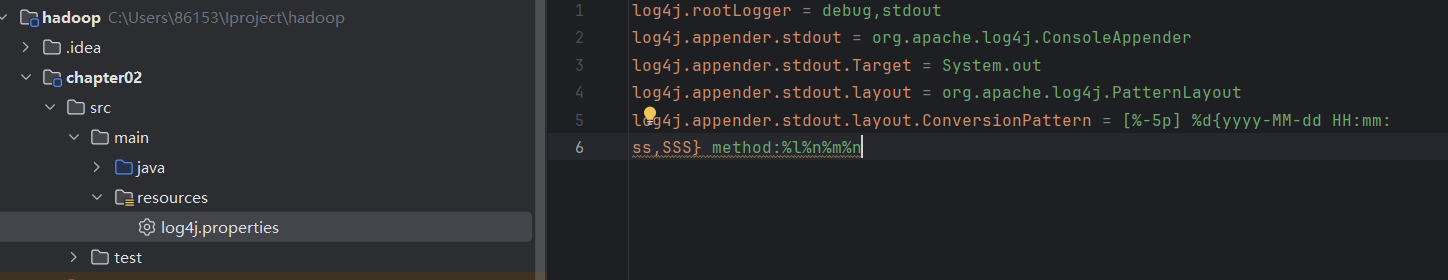 hadoop C:\Users\86153\Iproject\hadoop
.idea
chapter02
src
main
java
resources
log4j.properties
test
1 log4j.rootLogger = debug,stdout
2 log4j.appender.stdout = org.apache.log4j.ConsoleAppender
3 log4j.appender.stdout.Target = System.out
4 log4j.appender.stdout.layout = org.apache.log4j.PatternLayout
5 log4j.appender.stdout.layout.ConversionPattern = [%-5p] %d{yyyy-MM-dd HH:mm:
6 ss,SSS} method:%l%n%m%n